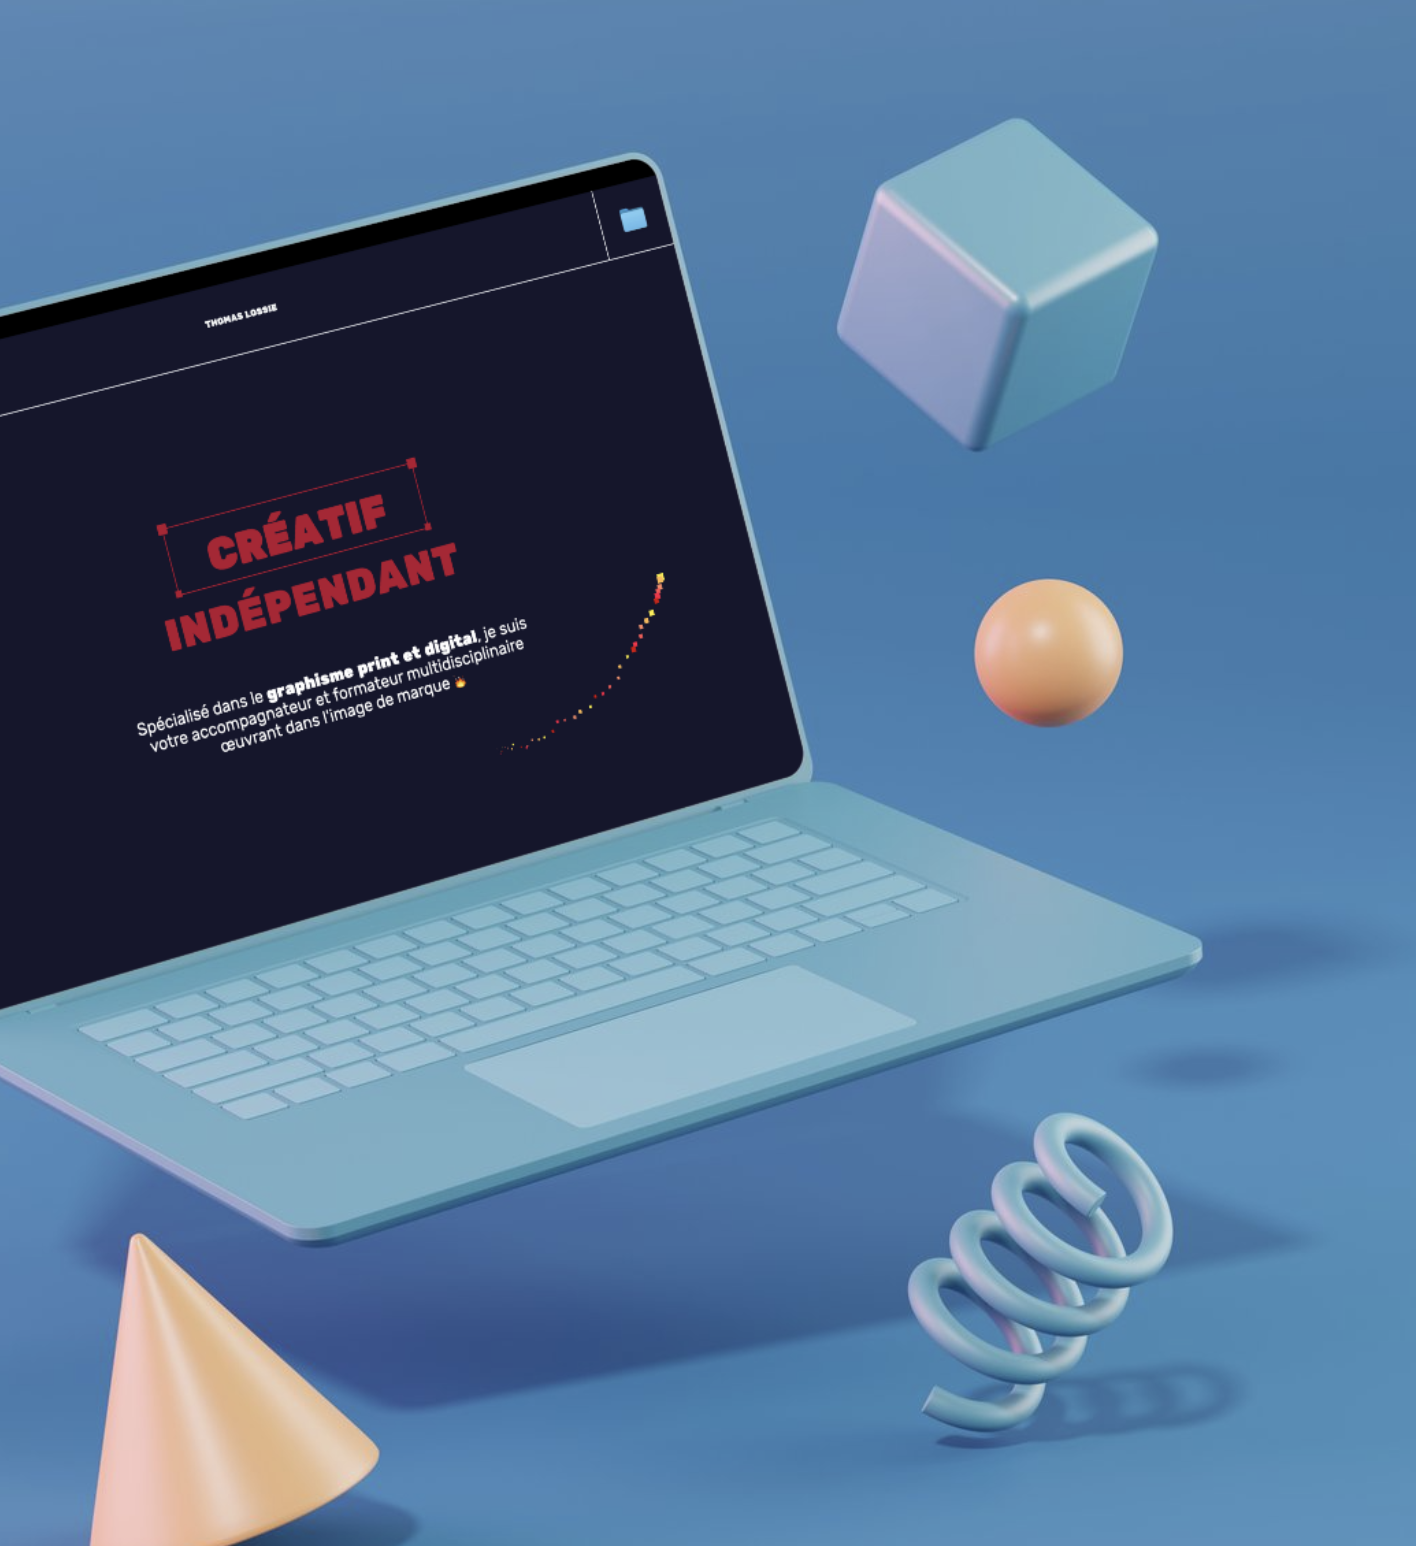 THOMAS LOSSIE
CRÉATIF
INDÉPENDANT
Spécialisé dans le graphisme print et digital, je suis
votre accompagnateur et formateur multidisciplinaire
œuvrant dans l'image de marque 🔥